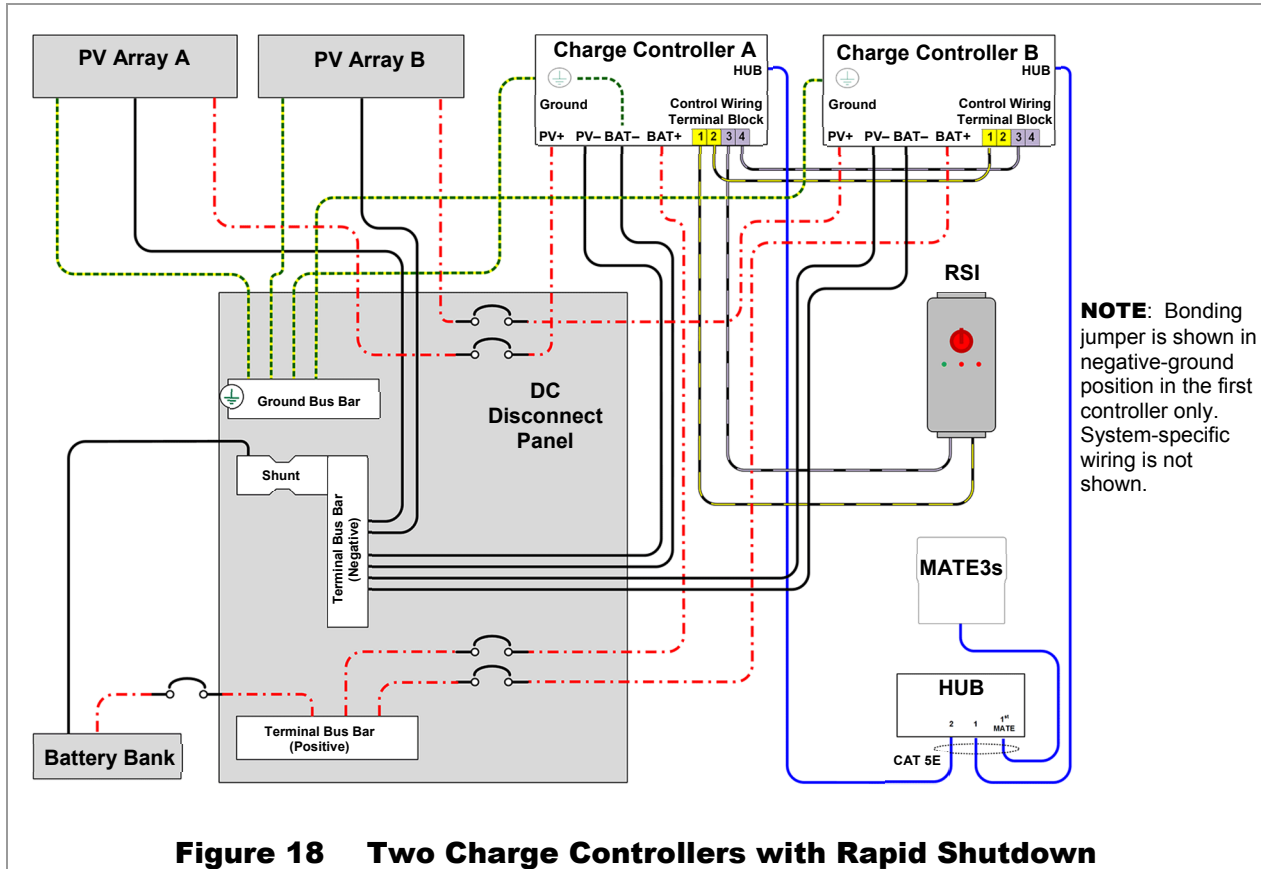 PV Array A
PV Array B
Charge Controller A
HUB
Ground
Control Wiring
Terminal Block
PV+ PV– BAT– BAT+ 1 2 3 4
Charge Controller B
HUB
Ground
Control Wiring
Terminal Block
PV+ PV– BAT– BAT+ 1 2 3 4
RSI
NOTE: Bonding
jumper is shown in
negative-ground
position in the first
controller only.
System-specific
wiring is not
shown.
Ground Bus Bar
DC
Disconnect
Panel
Shunt
Terminal Bus Bar
(Negative)
MATE3s
HUB
2 1 1st
MATE
CAT 5E
Terminal Bus Bar
(Positive)
Battery Bank
Figure 18 Two Charge Controllers with Rapid Shutdown